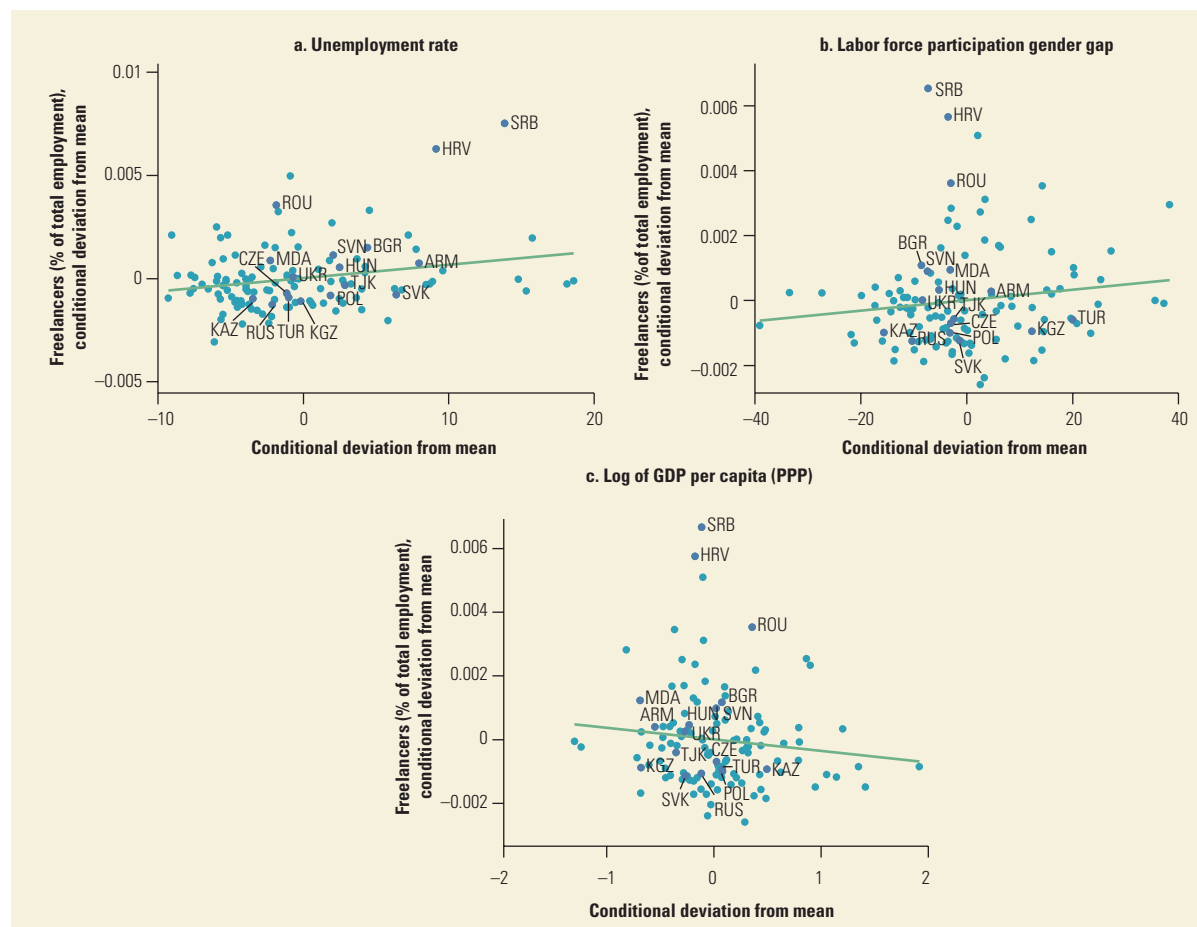 a. Unemployment rate
Freelancers (% of total employment),
conditional deviation from mean
0.01
0.005
0
−0.005
−10
0
10
20
SRB
HRV
ROU
CZE
MDA
SVN
BGR
UKR
HUN
ARM
TJK
POL
SVK
KAZ
RUS
TUR
KGZ
Conditional deviation from mean
b. Labor force participation gender gap
Freelancers (%of total employment),
conditional deviation from mean
0.006
0.004
0.002
0
−0.002
−40
−20
0
20
40
SRB
HRV
ROU
BGR
SVN
MDA
HUN
ARM
UKR
TJK
CZE
KAZ
RUS
POL
KGZ
TUR
SVK
Conditional deviation from mean
c. Log of GDP per capita (PPP)
Freelancers (% of total employment),
conditional deviation from mean
0.006
0.004
0.002
0
−0.002
−2
−1
0
1
2
SRB
HRV
ROU
MDA
BGR
ARM
HUN
SVN
UKR
TJK
CZE
KGZ
TUR
KAZ
SVK
POL
RUS
Conditional deviation from mean